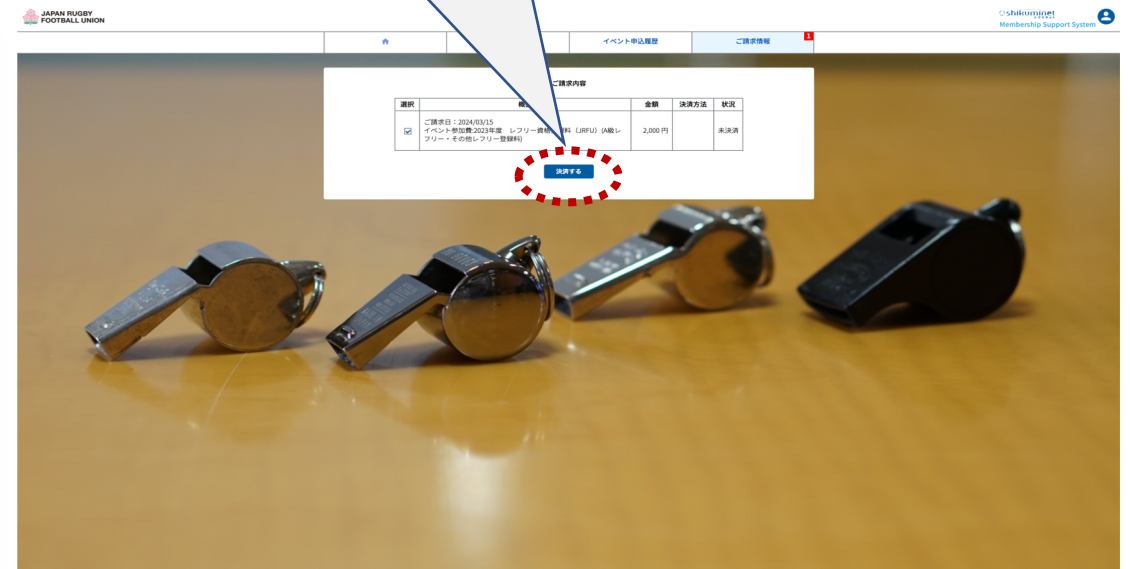 JAPAN RUGBY
FOOTBALL UNION
shikuminet
Membership Support System
イベント申込履歴
ご請求情報
1
ご請求内容
選択
金額
決済方法
状況
ご請求日：2024/03/15
イベント参加費:2023年度　レフリー資格
料（JRFU）(A級レ
フリー・その他レフリー登録料)
2,000 円
未決済
決済する